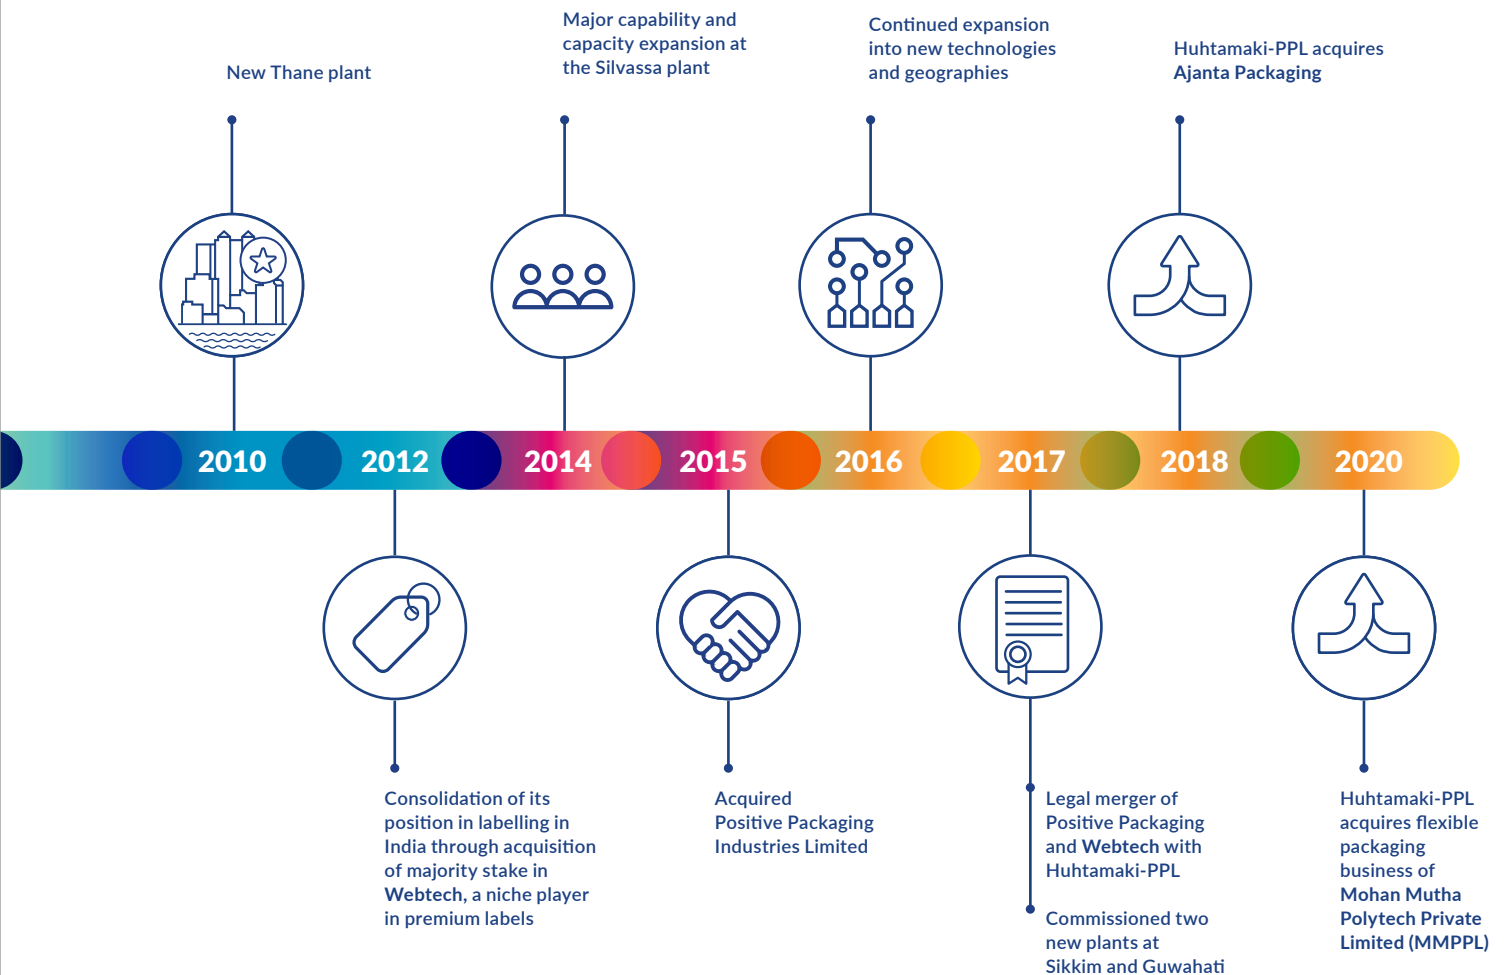 New Thane plant
Major capability and
capacity expansion at
the Silvassa plant
Continued expansion
into new technologies
and geographies
Huhtamaki-PPL acquires
Ajanta Packaging
2010
2012
2014
2015
2016
2017
2018
2020
Consolidation of its
position in labelling in
India through acquisition
of majority stake in
Webtech, a niche player
in premium labels
Acquired
Positive Packaging
Industries Limited
Legal merger of
Positive Packaging
and Webtech with
Huhtamaki-PPL
Commissioned two
new plants at
Sikkim and Guwahati
Huhtamaki-PPL
acquires flexible
packaging
business of
Mohan Mutha
Polytech Private
Limited (MMPPL)